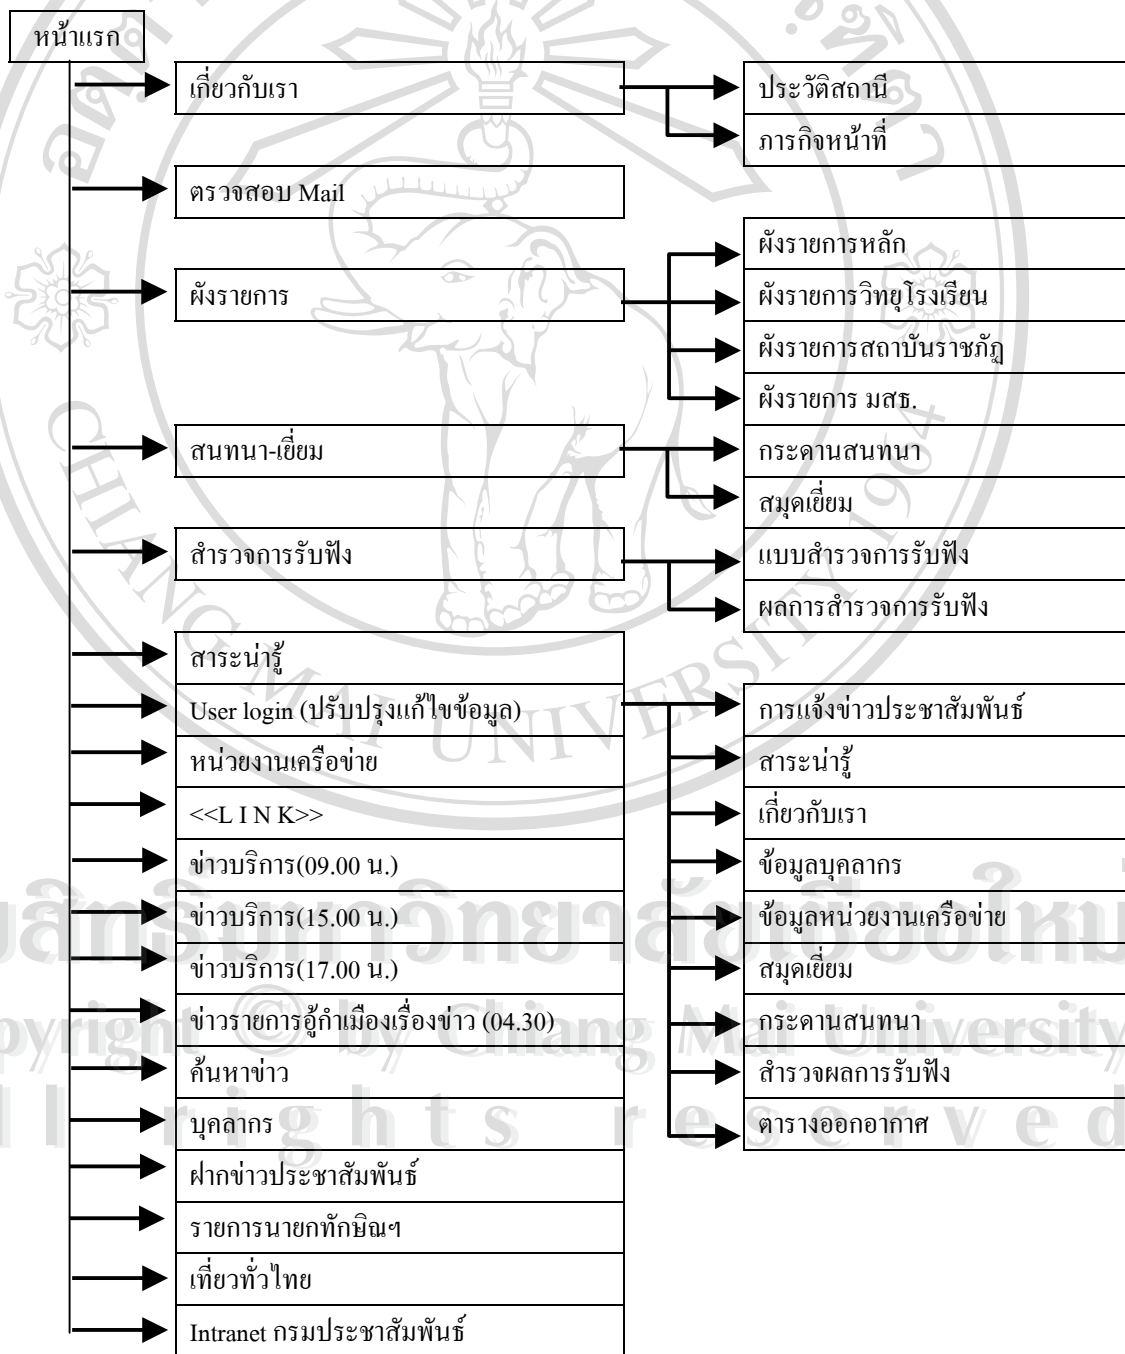 หน้าแรก
เกี่ยวกับเรา
ประวัติสถานี
ภารกิจหน้าที่
ตรวจสอบ Mail
ผังรายการ
ผังรายการหลัก
ผังรายการวิทยุโรงเรียน
ผังรายการสถาบันราชภัฏ
ผังรายการ มสธ.
สนทนา-เยี่ยม
กระดานสนทนา
สมุดเยี่ยม
สำรวจการรับฟัง
แบบสำรวจการรับฟัง
ผลการสำรวจการรับฟัง
สาระน่ารู้
User login (ปรับปรุงแก้ไขข้อมูล)
หน่วยงานเครือข่าย
<<L I N K>>
ข่าวบริการ(09.00 น.)
ข่าวบริการ(15.00 น.)
ข่าวบริการ(17.00 น.)
ข่าวรายการอู้กำเมืองเรื่องข่าว (04.30)
ค้นหาข่าว
บุคลากร
ฝากข่าวประชาสัมพันธ์
รายการนายกทักษิณฯ
เที่ยวทั่วไทย
Intranet กรมประชาสัมพันธ์
การแจ้งข่าวประชาสัมพันธ์
สาระน่ารู้
เกี่ยวกับเรา
ข้อมูลบุคลากร
ข้อมูลหน่วยงานเครือข่าย
สมุดเยี่ยม
กระดานสนทนา
สำรวจผลการรับฟัง
ตารางออกอากาศ
CHIANG MAI UNIVERSITY 1964
by Chiang Mai University
rights reserved